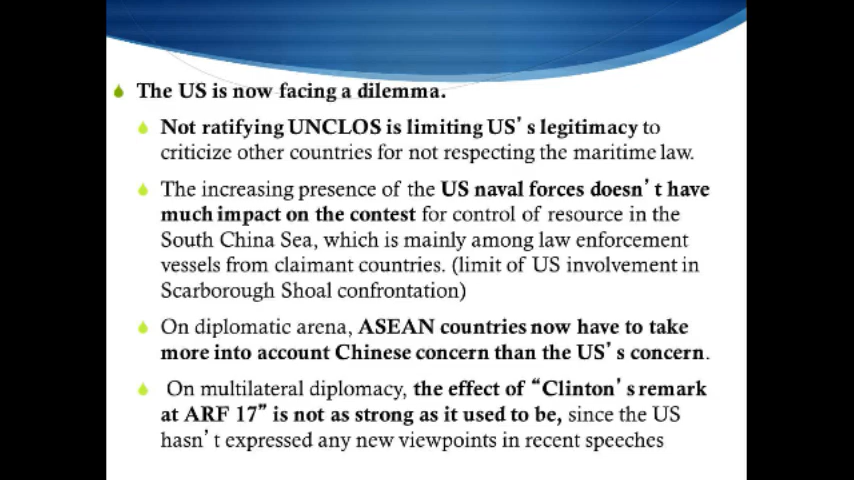 The US is now facing a dilemma.
Not ratifying UNCLOS is limiting US's legitimacy to
criticize other countries for not respecting the maritime law.
The increasing presence of the US naval forces doesn't have
much impact on the contest for control of resource in the
South China Sea, which is mainly among law enforcement
vessels from claimant countries. (limit of US involvement in
Scarborough Shoal confrontation)
On diplomatic arena, ASEAN countries now have to take
more into account Chinese concern than the US's concern.
On multilateral diplomacy, the effect of “Clinton's remark
at ARF 17” is not as strong as it used to be, since the US
hasn't expressed any new viewpoints in recent speeches